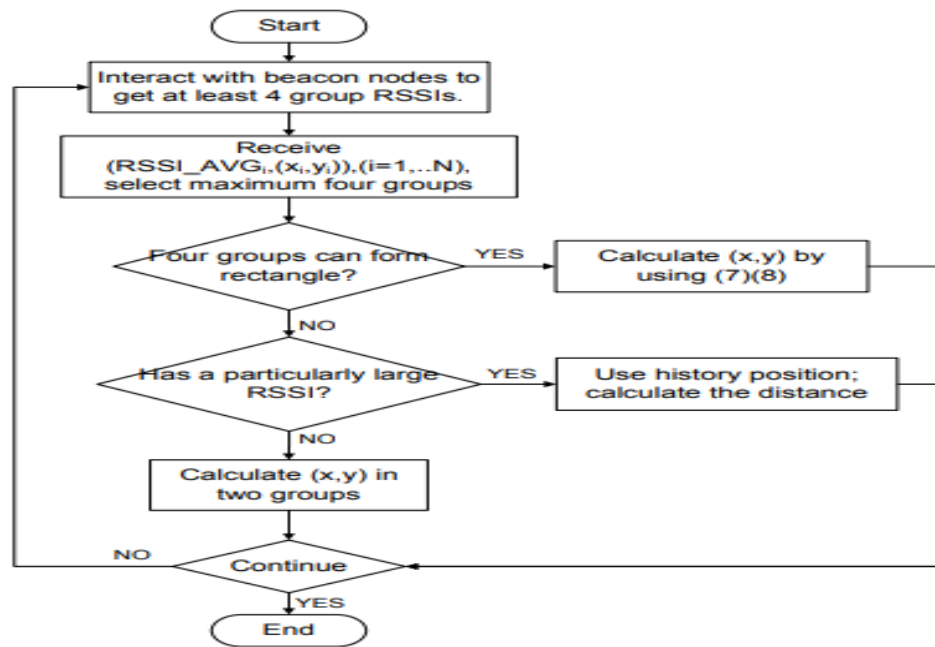 Start
Interact with beacon nodes to
get at least 4 group RSSIs.
Receive
(RSSI_AVGᵢ,(xᵢ,yᵢ)),(i=1,..N),
select maximum four groups
Four groups can form
rectangle?
YES
Calculate (x,y) by
using (7)(8)
NO
Has a particularly large
RSSI?
YES
Use history position;
calculate the distance
NO
Calculate (x,y) in
two groups
NO
Continue
YES
End